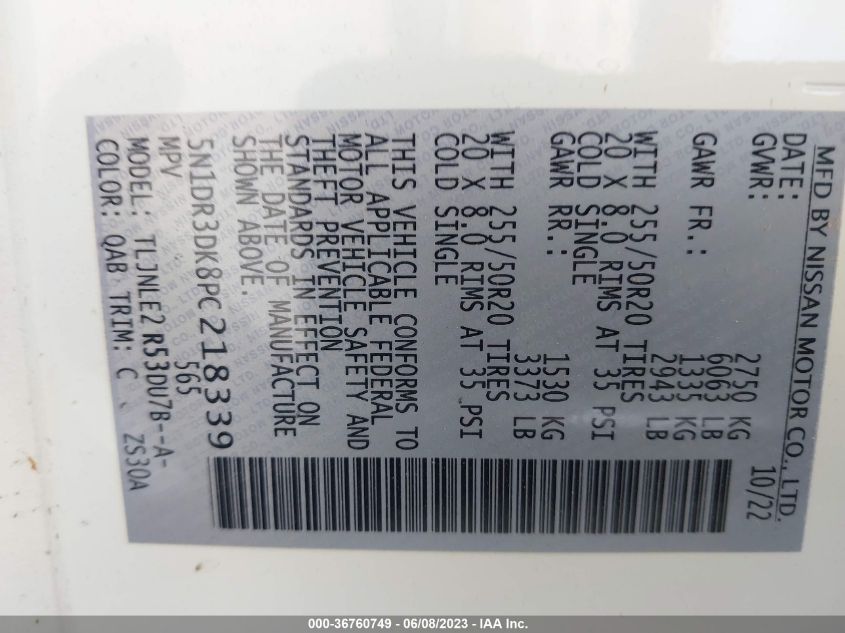 MFD BY NISSAN MOTOR CO., LTD.
DATE: 10/22
GVWR: 2750 KG
6063 LB
GAWR FR.: 1335 KG
2943 LB
WITH 255/50R20 TIRES
20 X 8.0 RIMS AT 35 PSI
COLD SINGLE
GAWR RR.: 1530 KG
3373 LB
WITH 255/50R20 TIRES
20 X 8.0 RIMS AT 35 PSI
COLD SINGLE
THIS VEHICLE CONFORMS TO
ALL APPLICABLE FEDERAL
MOTOR VEHICLE SAFETY AND
THEFT PREVENTION
STANDARDS IN EFFECT ON
THE DATE OF MANUFACTURE
SHOWN ABOVE.
5N1DR3DK8PC218339
MPV 565
MODEL: TLJNLE2 R53DU7B--A-
COLOR: QAB TRIM: C ZS30A
000-36760749 - 06/08/2023 - IAA Inc.